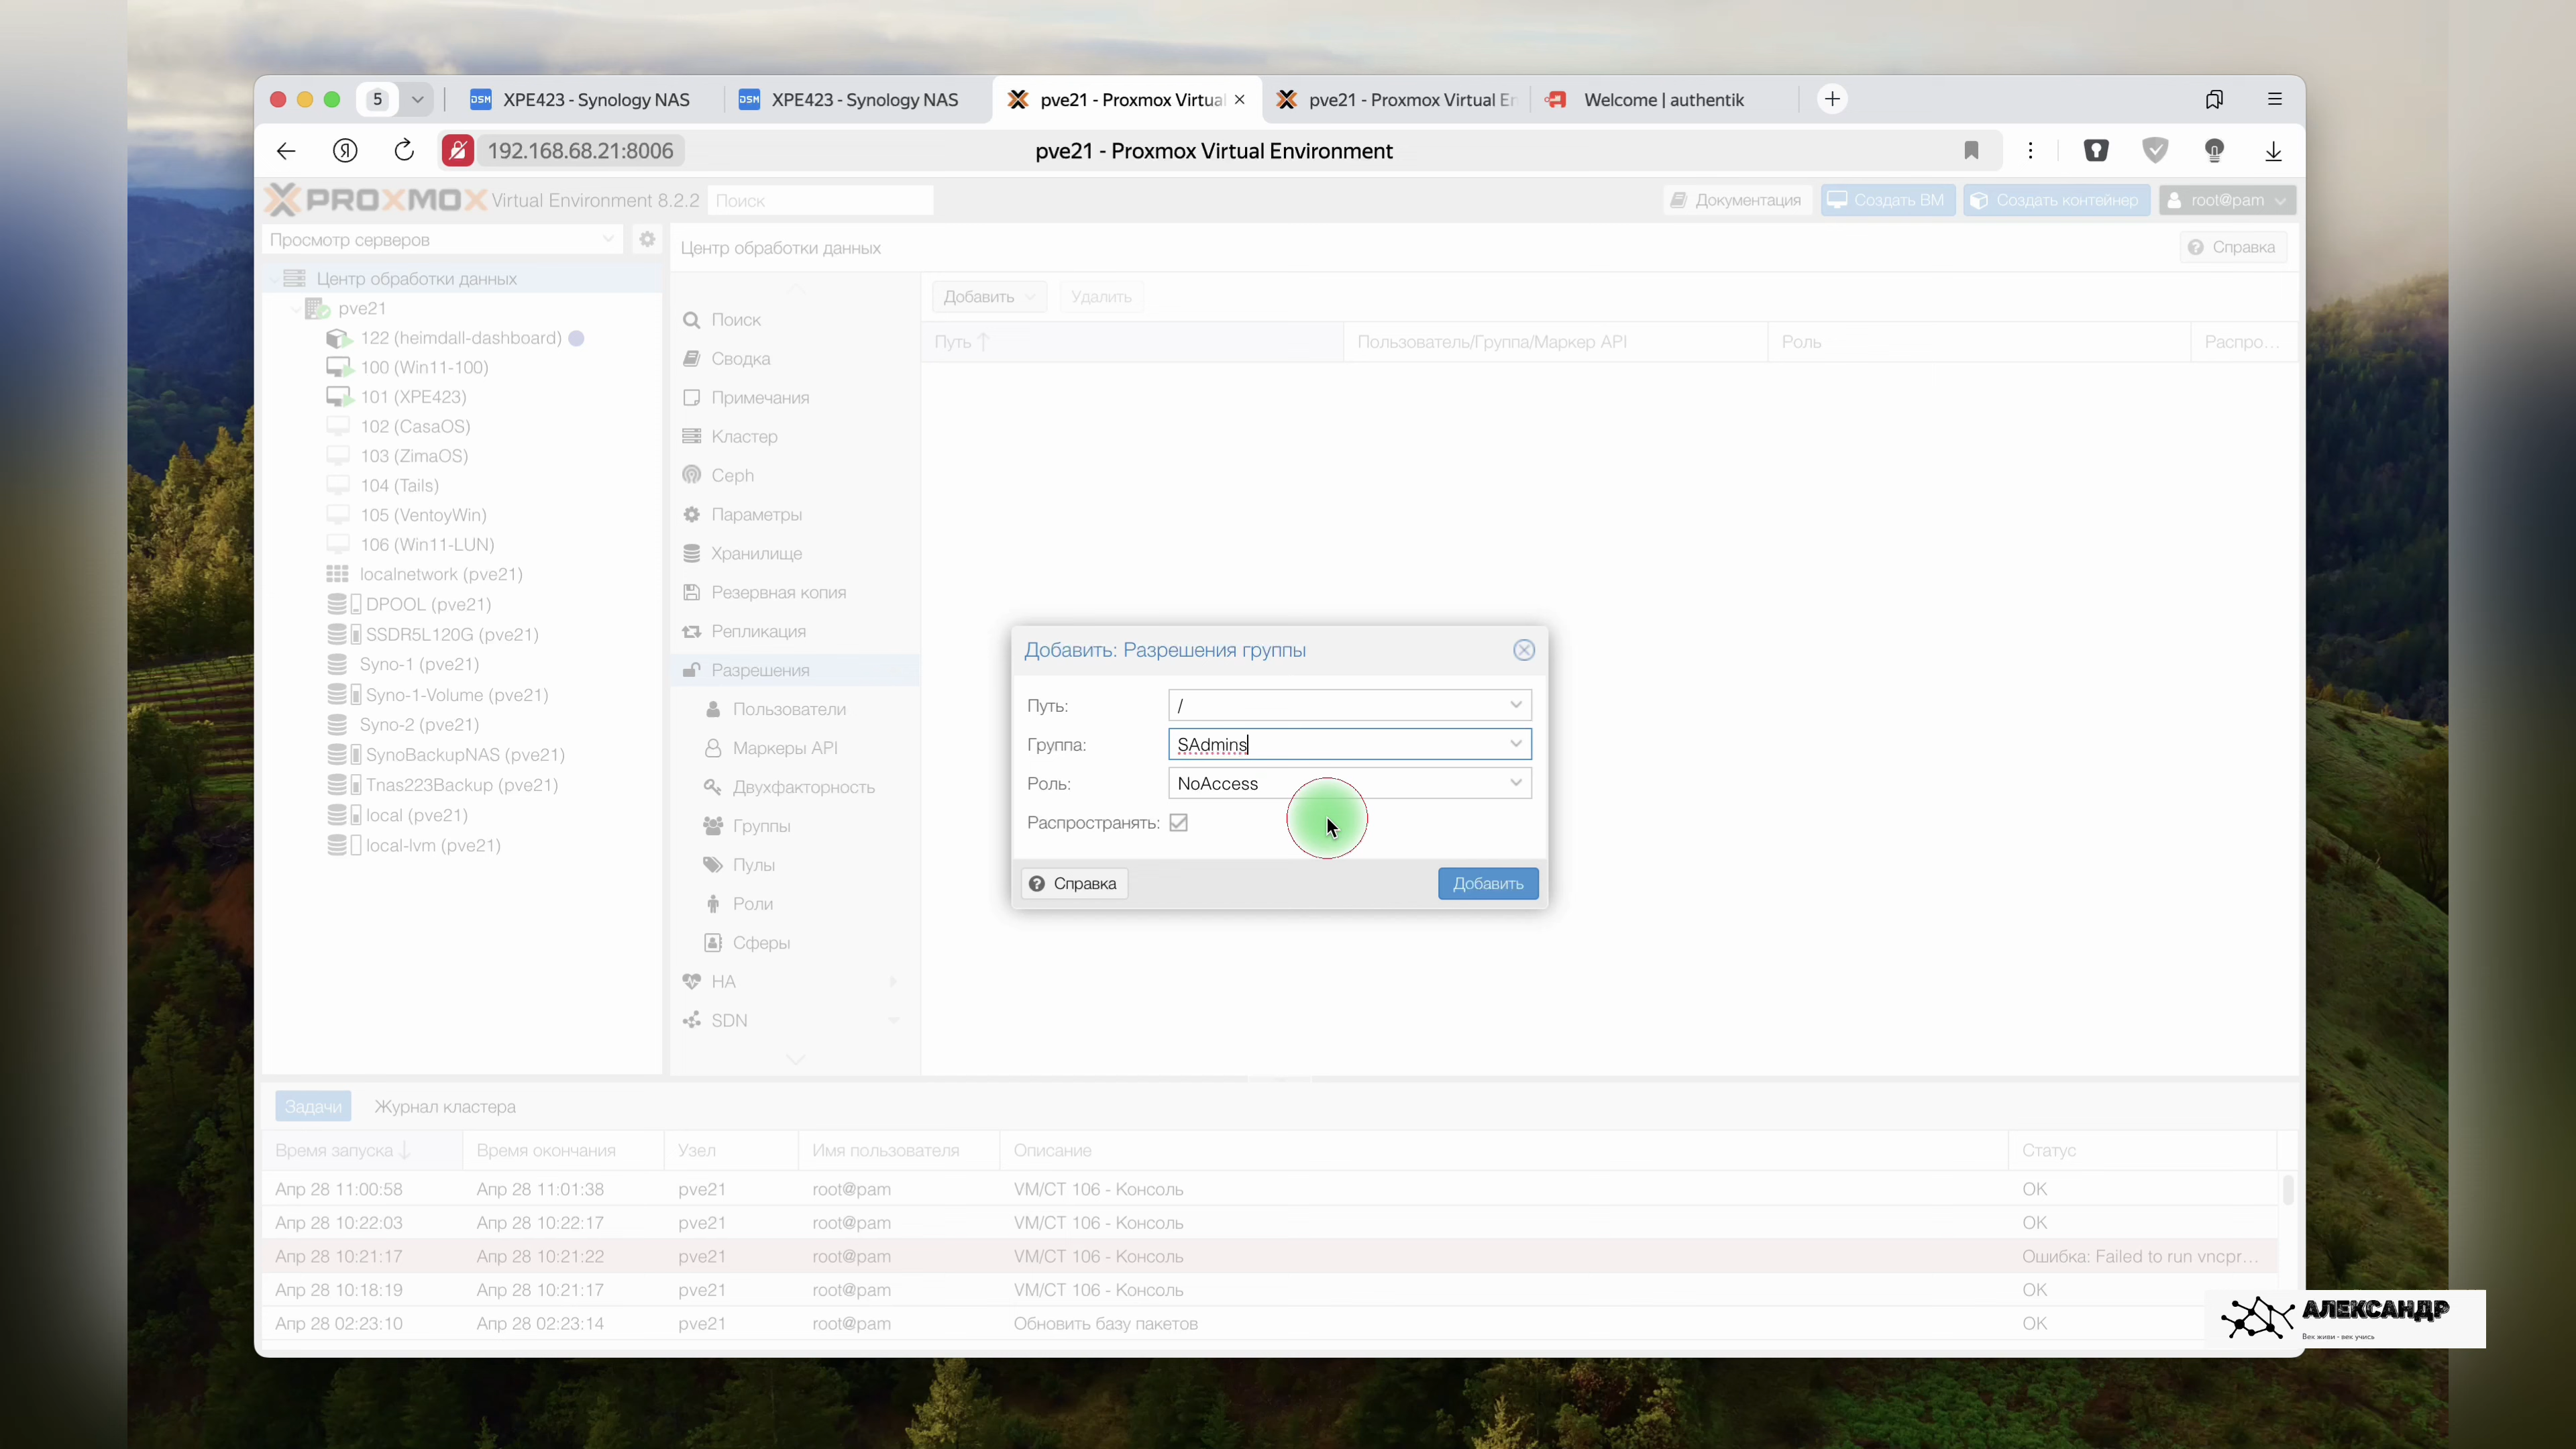 5
XPE423 - Synology NAS
XPE423 - Synology NAS
pve21 - Proxmox Virtual
pve21 - Proxmox Virtual En
Welcome | authentik
192.168.68.21:8006
pve21 - Proxmox Virtual Environment
PROXMOX Virtual Environment 8.2.2
Поиск
Документация
Создать ВМ
Создать контейнер
root@pam
Просмотр серверов
Центр обработки данных
pve21
122 (heimdall-dashboard)
100 (Win11-100)
101 (XPE423)
102 (CasaOS)
103 (ZimaOS)
104 (Tails)
105 (VentoyWin)
106 (Win11-LUN)
localnetwork (pve21)
DPOOL (pve21)
SSDR5L120G (pve21)
Syno-1 (pve21)
Syno-1-Volume (pve21)
Syno-2 (pve21)
SynoBackupNAS (pve21)
Tnas223Backup (pve21)
local (pve21)
local-lvm (pve21)
Центр обработки данных
Справка
Поиск
Сводка
Примечания
Кластер
Ceph
Параметры
Хранилище
Резервная копия
Репликация
Разрешения
Пользователи
Маркеры API
Двухфакторность
Группы
Пулы
Роли
Сферы
HA
SDN
Добавить
Удалить
Путь
Пользователь/Группа/Маркер API
Роль
Распро...
Добавить: Разрешения группы
Путь: /
Группа: SAdmins
Роль: NoAccess
Распространять:
Справка
Добавить
Задачи
Журнал кластера
Время запуска Время окончания Узел Имя пользователя Описание Статус
Апр 28 11:00:58 Апр 28 11:01:38 pve21 root@pam VM/CT 106 - Консоль OK
Апр 28 10:22:03 Апр 28 10:22:17 pve21 root@pam VM/CT 106 - Консоль OK
Апр 28 10:21:17 Апр 28 10:21:22 pve21 root@pam VM/CT 106 - Консоль Ошибка: Failed to run vncpr...
Апр 28 10:18:19 Апр 28 10:21:17 pve21 root@pam VM/CT 106 - Консоль OK
Апр 28 02:23:10 Апр 28 02:23:14 pve21 root@pam Обновить базу пакетов OK
АЛЕКСАНДР
Век живи - век учись